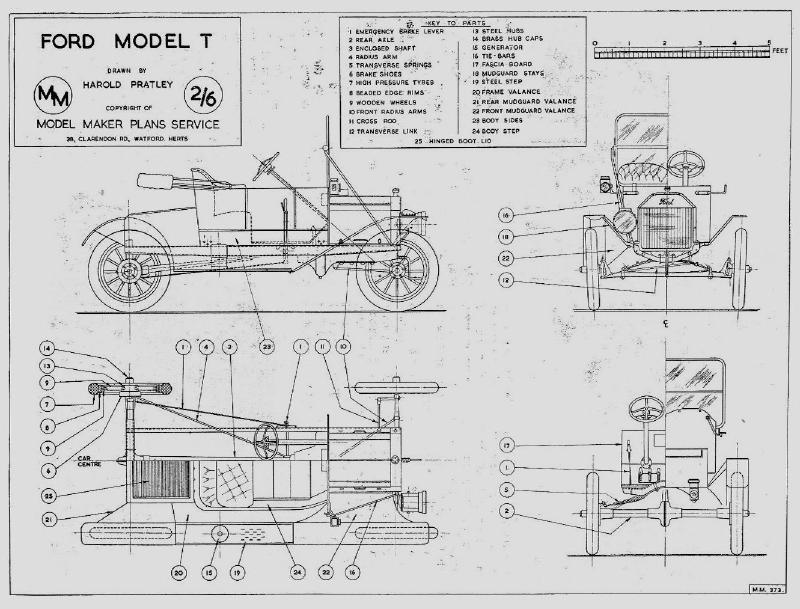 FORD MODEL T
DRAWN BY
HAROLD PRATLEY
MM
2/6
COPYRIGHT OF
MODEL MAKER PLANS SERVICE
38, CLARENDON RD., WATFORD, HERTS
KEY TO PARTS
1 EMERGENCY BRAKE LEVER
2 REAR AXLE
3 ENCLOSED SHAFT
4 RADIUS ARM
5 TRANSVERSE SPRINGS
6 BRAKE SHOES
7 HIGH PRESSURE TYRES
8 BEADED EDGE RIMS
9 WOODEN WHEELS
10 FRONT RADIUS ARMS
11 CROSS ROD
12 TRANSVERSE LINK
13 STEEL HUBS
14 BRASS HUB CAPS
15 GENERATOR
16 TIE-BARS
17 FASCIA BOARD
18 MUDGUARD STAYS
19 STEEL STEP
20 FRAME VALANCE
21 REAR MUDGUARD VALANCE
22 FRONT MUDGUARD VALANCE
23 BODY SIDES
24 BODY STEP
25 HINGED BOOT LID
0 1 2 3 4 5
FEET
Ford
16
18
22
12
23
14
13
9
7
8
9
6
CAR
CENTRE
25
21
1
4
3
1
11
10
20
15
19
24
22
16
17
1
5
2
M.M. 373.